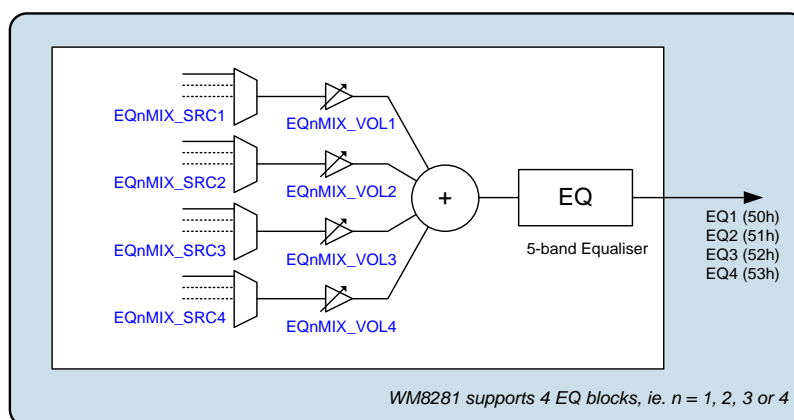 EQnMIX_SRC1
EQnMIX_VOL1
EQnMIX_SRC2
EQnMIX_VOL2
EQnMIX_SRC3
EQnMIX_VOL3
EQnMIX_SRC4
EQnMIX_VOL4
+
EQ
5-band Equaliser
EQ1 (50h)
EQ2 (51h)
EQ3 (52h)
EQ4 (53h)
WM8281 supports 4 EQ blocks, ie. n = 1, 2, 3 or 4